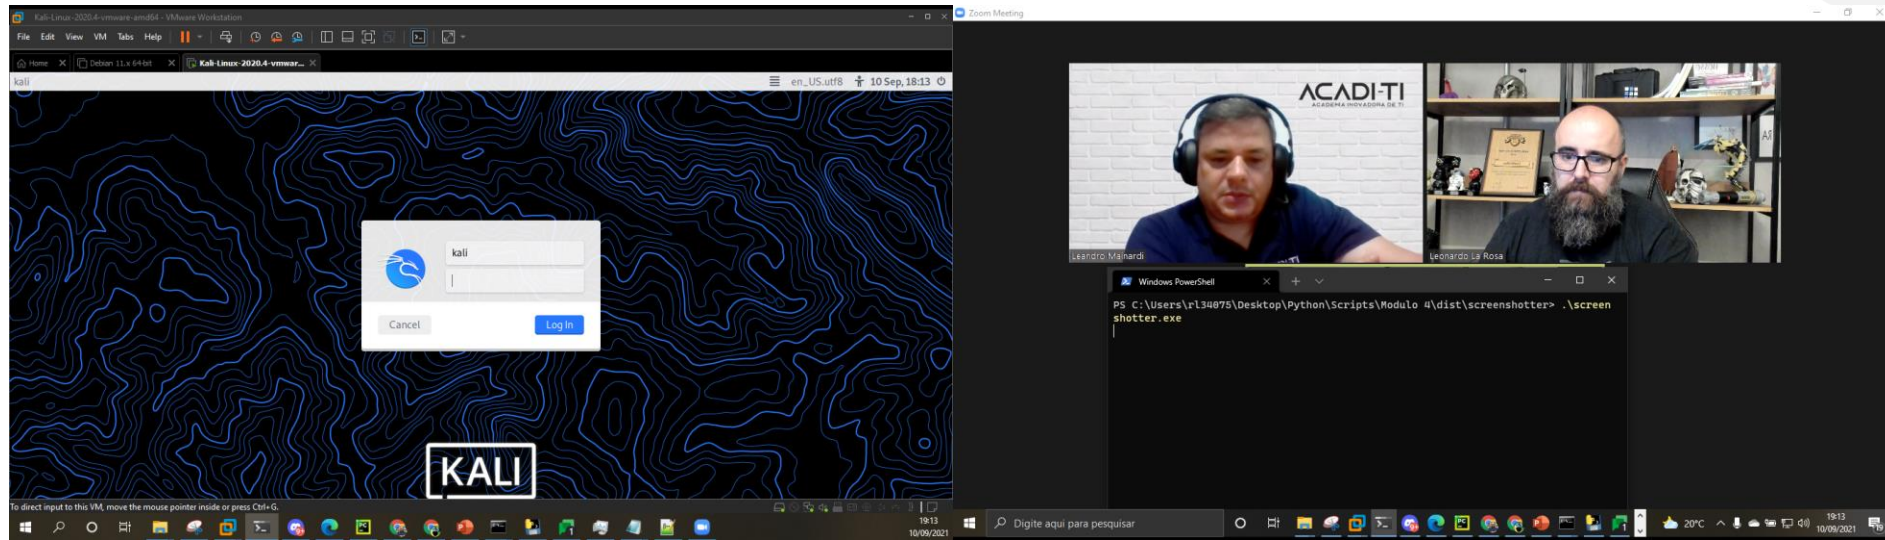 Kali-Linux-2020.4-vmware-amd64 - VMware Workstation
File Edit View VM Tabs Help
Home
Debian 11.x 64-bit
Kali-Linux-2020.4-vmwar...
kali
en_US.utf8
10 Sep, 18:13
kali
Cancel
Log In
KALI
To direct input to this VM, move the mouse pointer inside or press Ctrl+G.
19:13
10/09/2021
Zoom Meeting
ACADI-TI
ACADEMIA INOVADORA DE TI
Leandro Mainardi
Leonardo La Rosa
Windows PowerShell
PS C:\Users\rl34075\Desktop\Python\Scripts\Modulo 4\dist\screenshotter> .\screen
shotter.exe
Digite aqui para pesquisar
20°C
19:13
10/09/2021
19